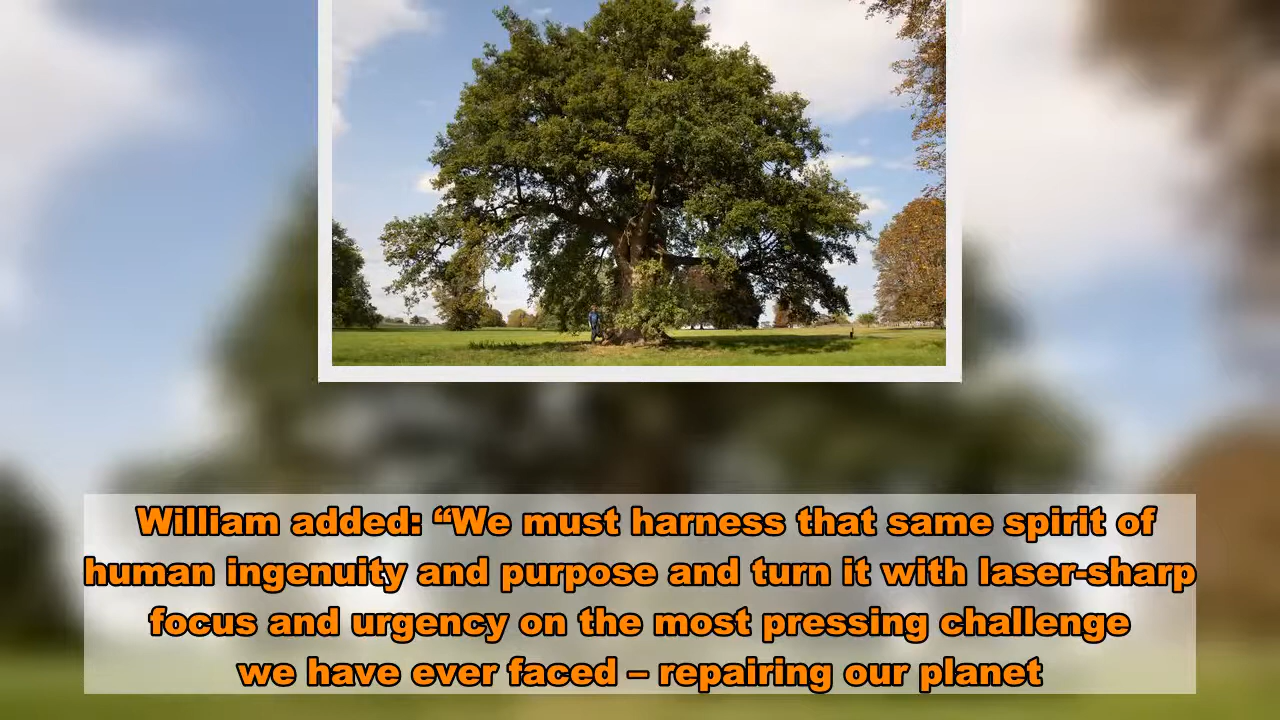 William added: “We must harness that same spirit of
human ingenuity and purpose and turn it with laser-sharp
focus and urgency on the most pressing challenge
we have ever faced – repairing our planet